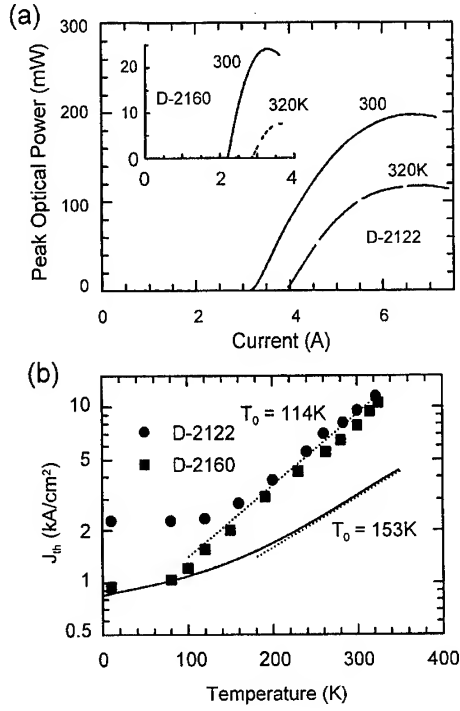 (a)
300
200
100
0
Peak Optical Power (mW)
20
10
0
D-2160
300
320K
0
2
4
300
320K
D-2122
0
2
4
6
Current (A)
(b)
10
5
2
1
0.5
J_th (kA/cm²)
D-2122
D-2160
T₀ = 114K
T₀ = 153K
0
100
200
300
400
Temperature (K)